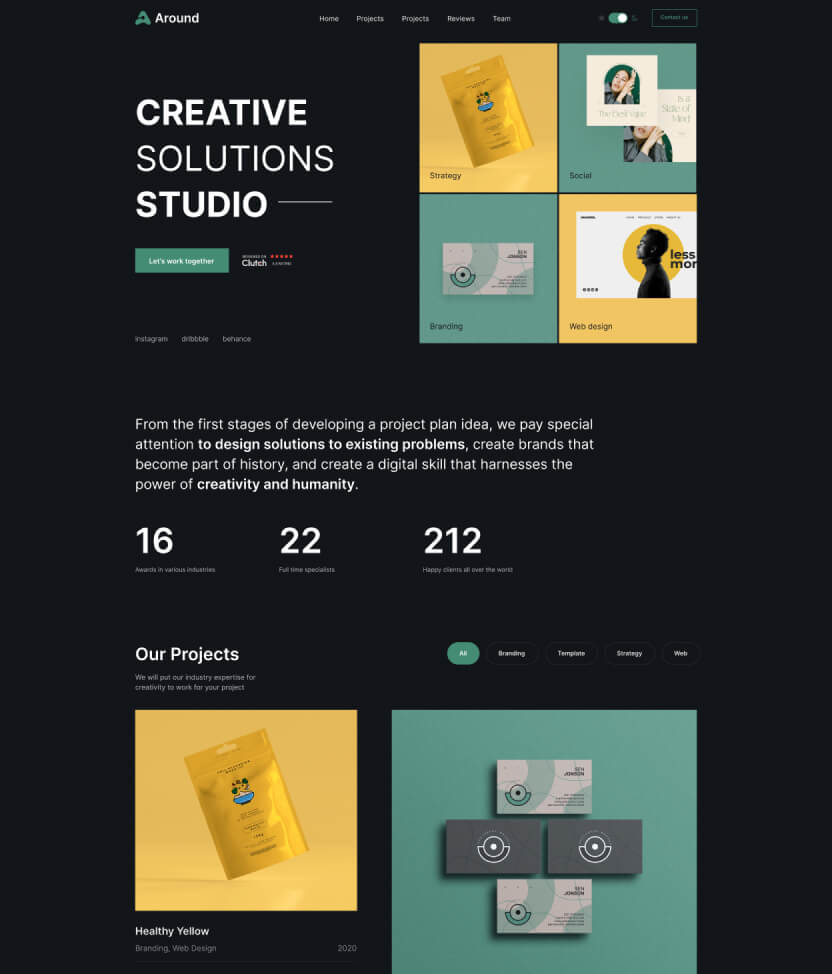 Around
Home
Projects
Projects
Reviews
Team
Contact us
CREATIVE
SOLUTIONS
STUDIO
Let's work together
REVIEWED ON
Clutch
instagram
dribbble
behance
Strategy
The Best Value
Is a
State of
Mind
Social
BEN
JONSON
Branding
less
mor
Web design
From the first stages of developing a project plan idea, we pay special
attention to design solutions to existing problems, create brands that
become part of history, and create a digital skill that harnesses the
power of creativity and humanity.
16
Awards in various industries
22
Full time specialists
212
Happy clients all over the world
Our Projects
We will put our industry expertise for
creativity to work for your project
All
Branding
Template
Strategy
Web
Healthy Yellow
Branding, Web Design
2020
BEN
JONSON
BEN
JONSON